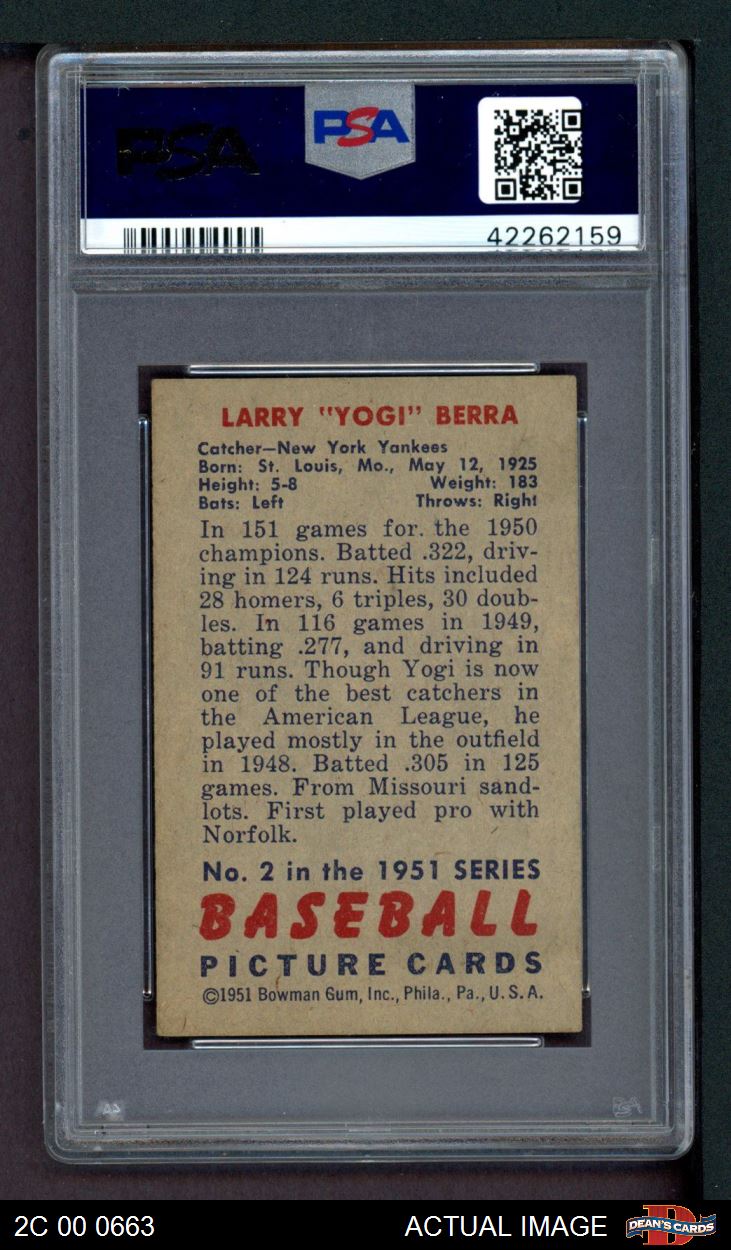 PSA
PSA
42262159
LARRY "YOGI" BERRA
Catcher—New York Yankees
Born: St. Louis, Mo., May 12, 1925
Height: 5-8 Weight: 183
Bats: Left Throws: Right
In 151 games for. the 1950
champions. Batted .322, driv-
ing in 124 runs. Hits included
28 homers, 6 triples, 30 doub-
les. In 116 games in 1949,
batting .277, and driving in
91 runs. Though Yogi is now
one of the best catchers in
the American League, he
played mostly in the outfield
in 1948. Batted .305 in 125
games. From Missouri sand-
lots. First played pro with
Norfolk.
No. 2 in the 1951 SERIES
BASEBALL
PICTURE CARDS
©1951 Bowman Gum, Inc., Phila., Pa., U.S.A.
PSA
2C 00 0663 ACTUAL IMAGE DEAN'S CARDS